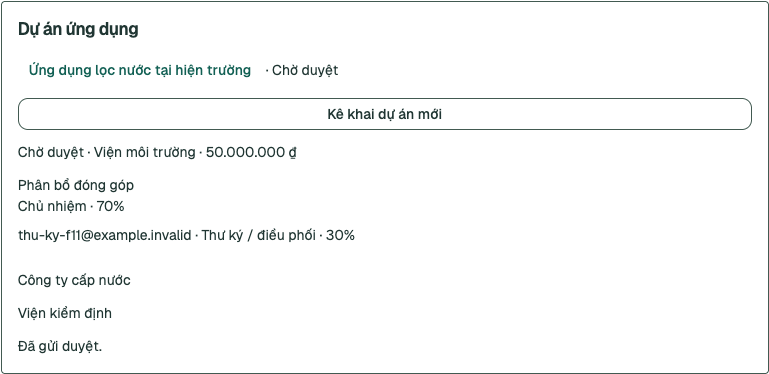 Dự án ứng dụng
Ứng dụng lọc nước tại hiện trường · Chờ duyệt
Kê khai dự án mới
Chờ duyệt · Viện môi trường · 50.000.000 ₫
Phân bổ đóng góp
Chủ nhiệm · 70%
thu-ky-f11@example.invalid · Thư ký / điều phối · 30%
Công ty cấp nước
Viện kiểm định
Đã gửi duyệt.